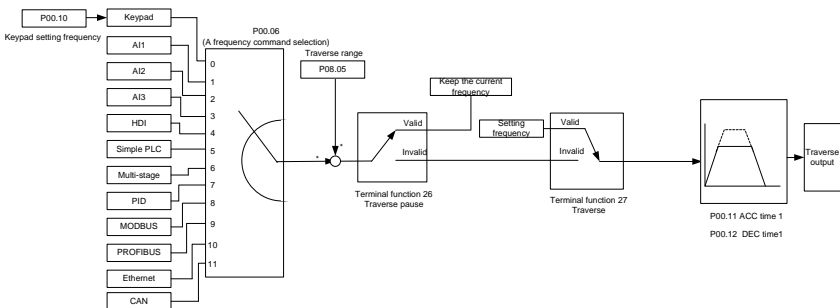 P00.10
Keypad setting frequency
Keypad
AI1
AI2
AI3
HDI
Simple PLC
Multi-stage
PID
MODBUS
PROFIBUS
Ethernet
CAN
P00.06
(A frequency command selection)
0
1
2
3
4
5
6
7
8
9
10
11
Traverse range
P08.05
*
*
Valid
Invalid
Terminal function 26
Traverse pause
Keep the current
frequency
Setting
frequency
Valid
Invalid
Terminal function 27
Traverse
P00.11 ACC time 1
P00.12 DEC time1
Traverse
output